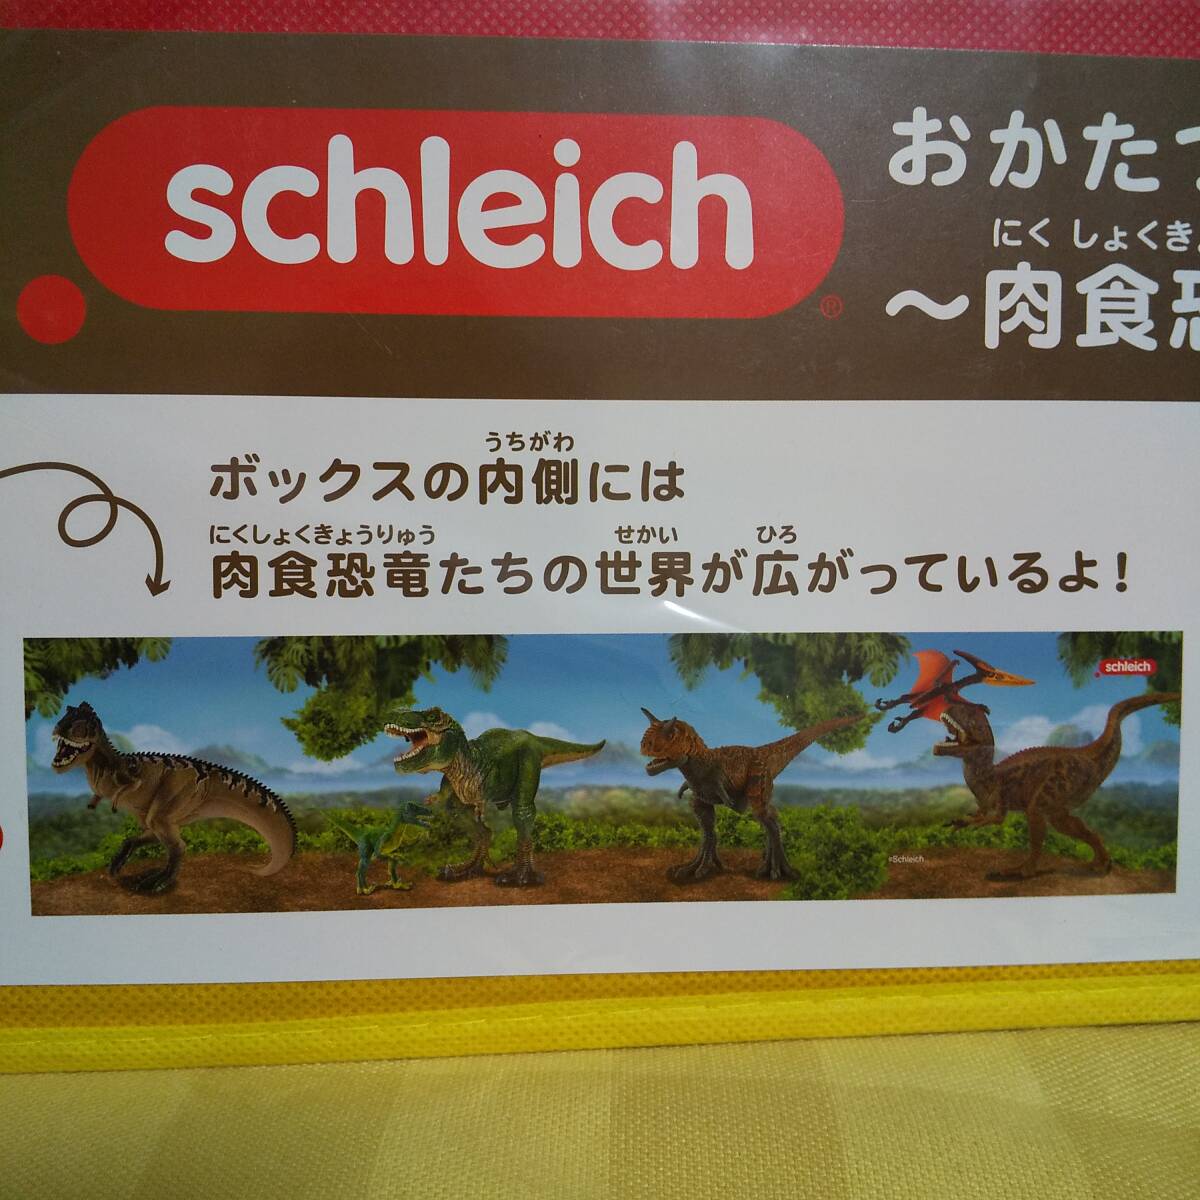 schleich®
おかた
にくしょくき
～肉食恐
うちがわ
ボックスの内側には
にくしょくきょうりゅう せかい ひろ
肉食恐竜たちの世界が広がっているよ！
schleich
©Schleich